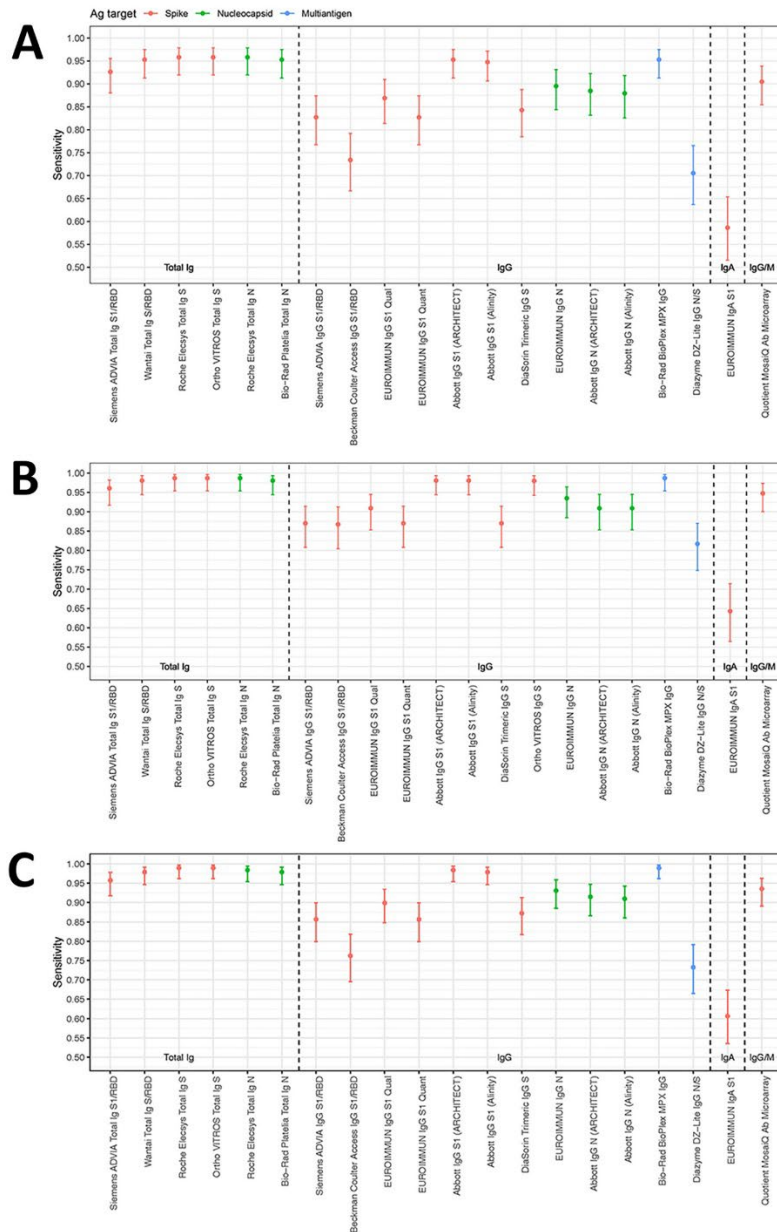 Ag target Spike Nucleocapsid Multiantigen
A
1.00
0.95
0.90
0.85
0.80
0.75
0.70
0.65
0.60
0.55
0.50
Sensitivity
Total Ig
IgG
IgA
IgG/M
Siemens ADVIA Total Ig S1/RBD
Wantai Total Ig S/RBD
Roche Elecsys Total Ig S
Ortho VITROS Total Ig S
Roche Elecsys Total Ig N
Bio-Rad Platelia Total Ig N
Siemens ADVIA IgG S1/RBD
Beckman Coulter Access IgG S1/RBD
EUROIMMUN IgG S1 Qual
EUROIMMUN IgG S1 Quant
Abbott IgG S1 (ARCHITECT)
Abbott IgG S1 (Alinity)
DiaSorin Trimeric IgG S
EUROIMMUN IgG N
Abbott IgG N (ARCHITECT)
Abbott IgG N (Alinity)
Bio-Rad BioPlex MPX IgG
Diazyme DZ-Lite IgG N/S
EUROIMMUN IgA S1
Quotient MosaiQ Ab Microarray
B
1.00
0.95
0.90
0.85
0.80
0.75
0.70
0.65
0.60
0.55
0.50
Sensitivity
Total Ig
IgG
IgA
IgG/M
Siemens ADVIA Total Ig S1/RBD
Wantai Total Ig S/RBD
Roche Elecsys Total Ig S
Ortho VITROS Total Ig S
Roche Elecsys Total Ig N
Bio-Rad Platelia Total Ig N
Siemens ADVIA IgG S1/RBD
Beckman Coulter Access IgG S1/RBD
EUROIMMUN IgG S1 Qual
EUROIMMUN IgG S1 Quant
Abbott IgG S1 (ARCHITECT)
Abbott IgG S1 (Alinity)
DiaSorin Trimeric IgG S
Ortho VITROS IgG S
EUROIMMUN IgG N
Abbott IgG N (ARCHITECT)
Abbott IgG N (Alinity)
Bio-Rad BioPlex MPX IgG
Diazyme DZ-Lite IgG N/S
EUROIMMUN IgA S1
Quotient MosaiQ Ab Microarray
C
1.00
0.95
0.90
0.85
0.80
0.75
0.70
0.65
0.60
0.55
0.50
Sensitivity
Total Ig
IgG
IgA
IgG/M
Siemens ADVIA Total Ig S1/RBD
Wantai Total Ig S/RBD
Roche Elecsys Total Ig S
Ortho VITROS Total Ig S
Roche Elecsys Total Ig N
Bio-Rad Platelia Total Ig N
Siemens ADVIA IgG S1/RBD
Beckman Coulter Access IgG S1/RBD
EUROIMMUN IgG S1 Qual
EUROIMMUN IgG S1 Quant
Abbott IgG S1 (ARCHITECT)
Abbott IgG S1 (Alinity)
DiaSorin Trimeric IgG S
EUROIMMUN IgG N
Abbott IgG N (ARCHITECT)
Abbott IgG N (Alinity)
Bio-Rad BioPlex MPX IgG
Diazyme DZ-Lite IgG N/S
EUROIMMUN IgA S1
Quotient MosaiQ Ab Microarray